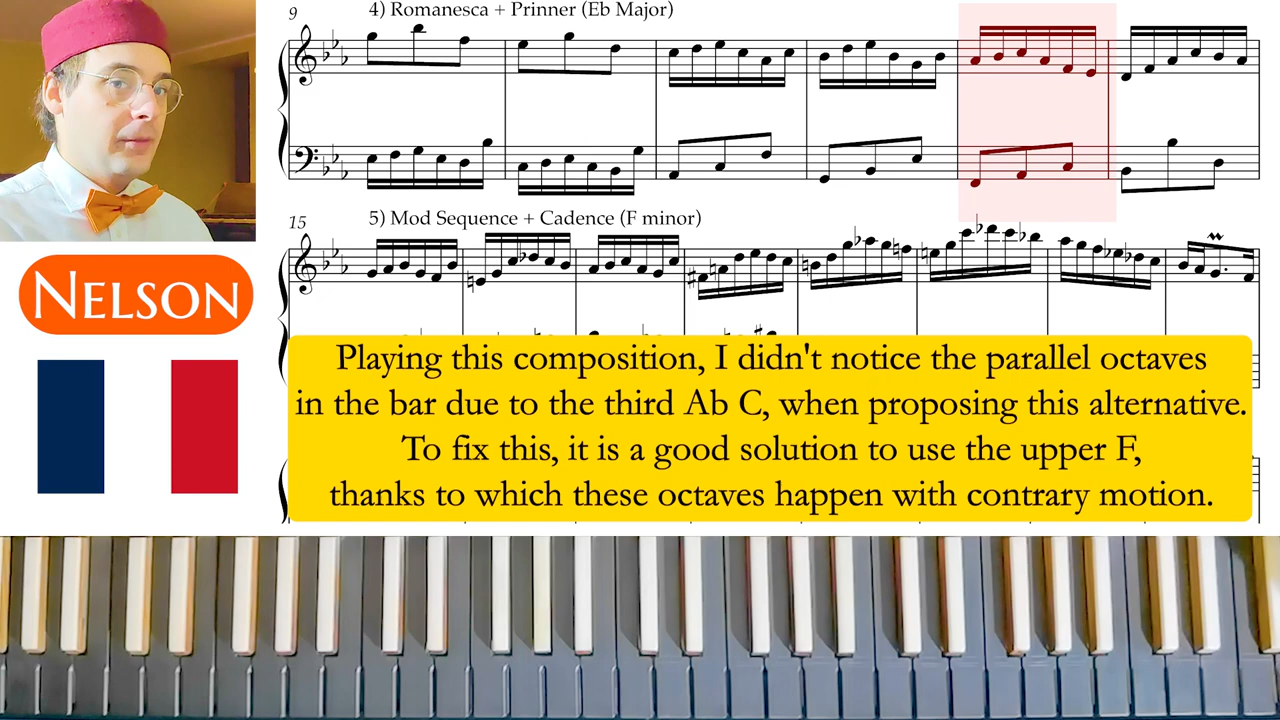 9
4) Romanesca + Prinner (Eb Major)
15
5) Mod Sequence + Cadence (F minor)
NELSON
Playing this composition, I didn't notice the parallel octaves
in the bar due to the third Ab C, when proposing this alternative.
To fix this, it is a good solution to use the upper F,
thanks to which these octaves happen with contrary motion.